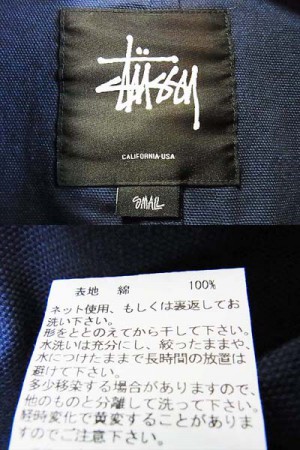 STÜSSY
CALIFORNIA·USA
SMALL
表地 綿 100%
ネット使用、もしくは裏返してお
洗い下さい。
形をととのえてから干して下さい。
水洗いは充分にし、絞ったままや、
水につけたままで長時間の放置は
避けて下さい。
多少移染する場合がありますので、
他のものと分離して洗って下さい。
経時変化で黄変することがありま
すのでご注意下さい。